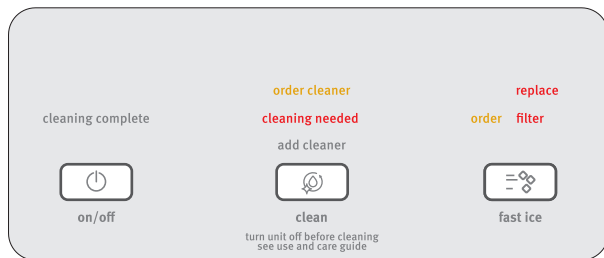 order cleaner
replace
cleaning complete
cleaning needed
order filter
add cleaner
on/off
clean
fast ice
turn unit off before cleaning
see use and care guide